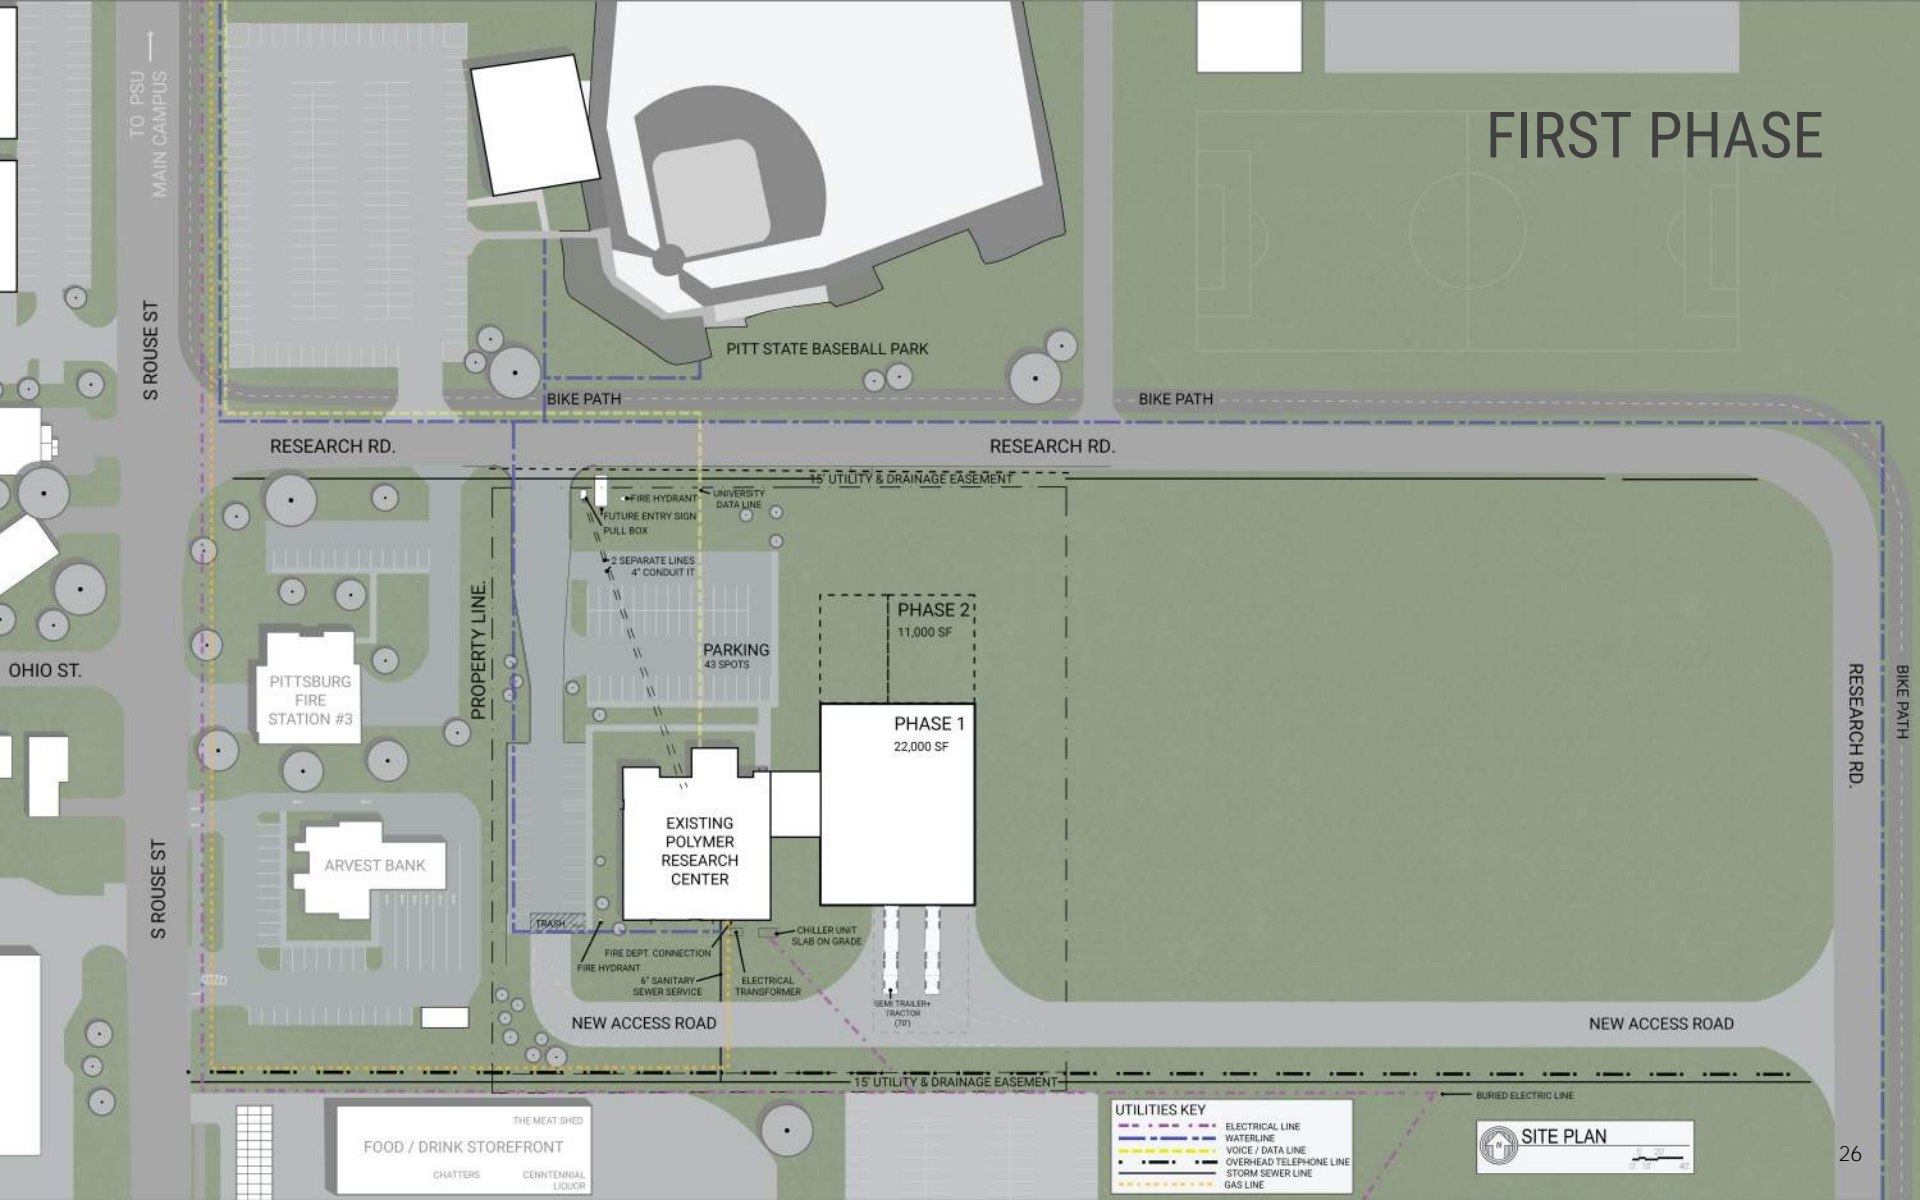 FIRST PHASE
TO PSU
MAIN CAMPUS
S ROUSE ST
PITT STATE BASEBALL PARK
BIKE PATH
BIKE PATH
RESEARCH RD.
RESEARCH RD.
15' UTILITY & DRAINAGE EASEMENT
FIRE HYDRANT
UNIVERSITY
DATA LINE
FUTURE ENTRY SIGN
PULL BOX
2 SEPARATE LINES
4" CONDUIT IT
PROPERTY LINE.
PHASE 2
11,000 SF
PARKING
43 SPOTS
OHIO ST.
PITTSBURG
FIRE
STATION #3
PHASE 1
22,000 SF
RESEARCH RD.
BIKE PATH
EXISTING
POLYMER
RESEARCH
CENTER
ARVEST BANK
S ROUSE ST
TRASH
CHILLER UNIT
SLAB ON GRADE
FIRE DEPT. CONNECTION
FIRE HYDRANT
6" SANITARY
SEWER SERVICE
ELECTRICAL
TRANSFORMER
SEMI TRAILER+
TRACTOR
(70')
NEW ACCESS ROAD
NEW ACCESS ROAD
15' UTILITY & DRAINAGE EASEMENT
BURIED ELECTRIC LINE
THE MEAT SHED
FOOD / DRINK STOREFRONT
CHATTERS
CENNTENNIAL
LIQUOR
UTILITIES KEY
ELECTRICAL LINE
WATERLINE
VOICE / DATA LINE
OVERHEAD TELEPHONE LINE
STORM SEWER LINE
GAS LINE
N
SITE PLAN
0' 10' 40'
26